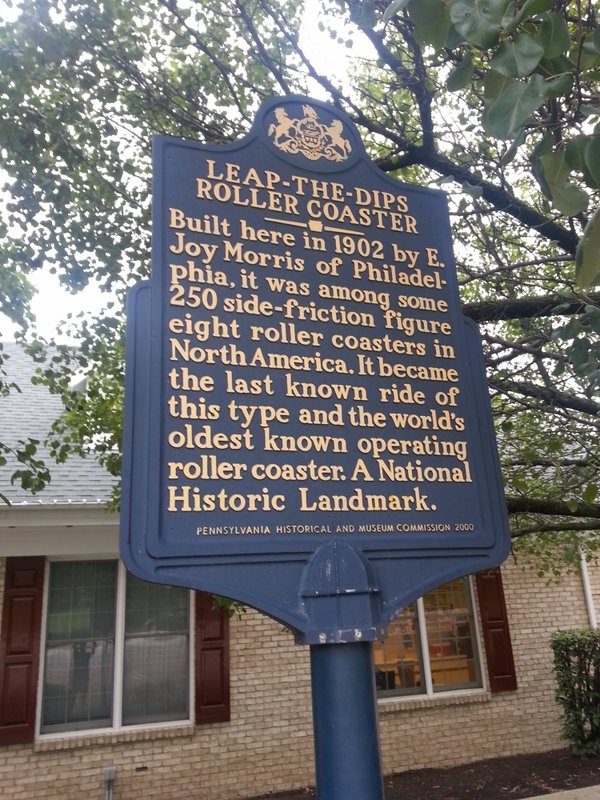 LEAP-THE-DIPS
ROLLER COASTER
Built here in 1902 by E.
Joy Morris of Philadel-
phia, it was among some
250 side-friction figure
eight roller coasters in
North America. It became
the last known ride of
this type and the world's
oldest known operating
roller coaster. A National
Historic Landmark.
PENNSYLVANIA HISTORICAL AND MUSEUM COMMISSION 2000